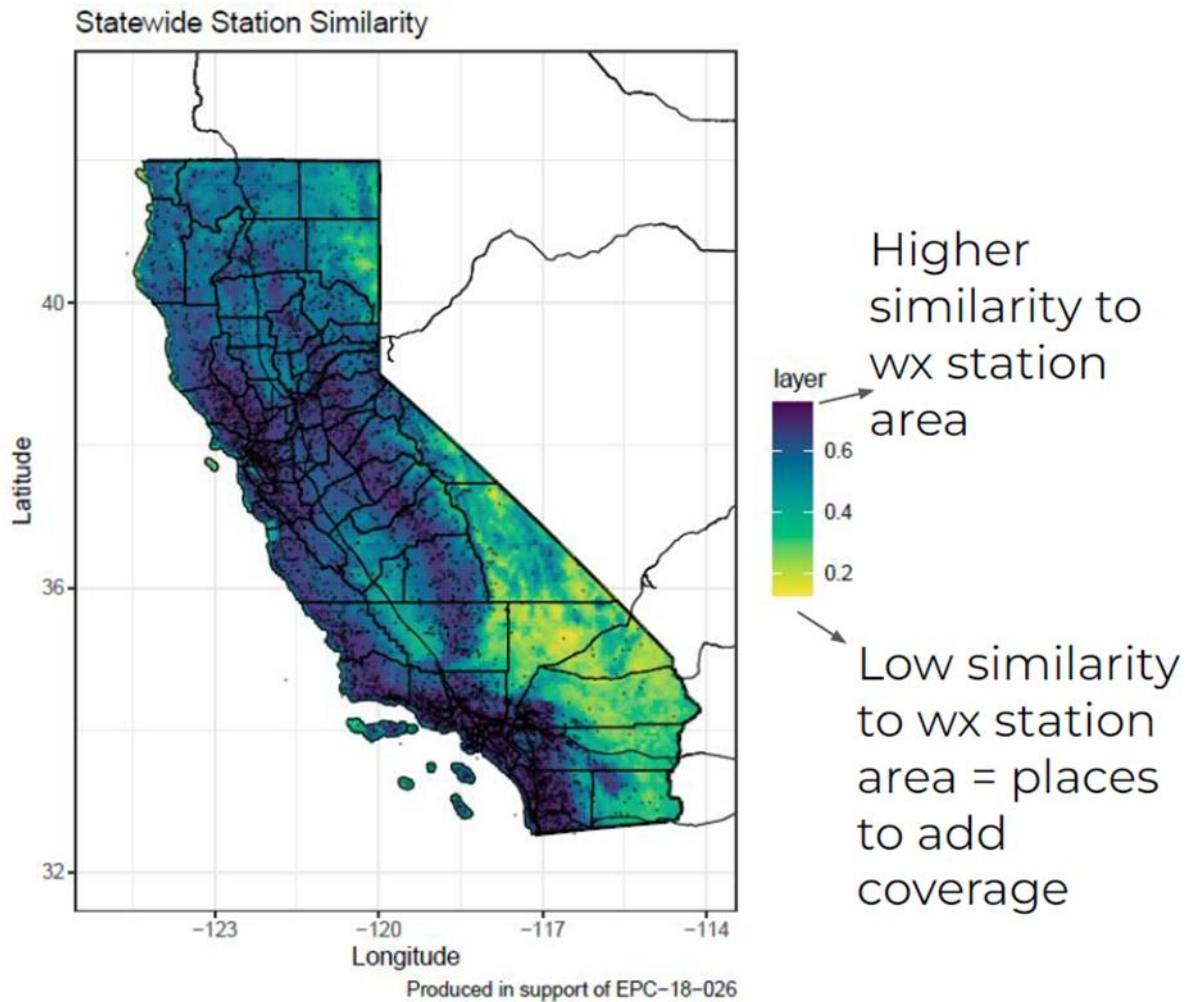 Statewide Station Similarity
40
36
32
Latitude
−123
−120
−117
−114
Longitude
Produced in support of EPC−18−026
layer
0.6
0.4
0.2
Higher
similarity to
wx station
area
Low similarity
to wx station
area = places
to add
coverage